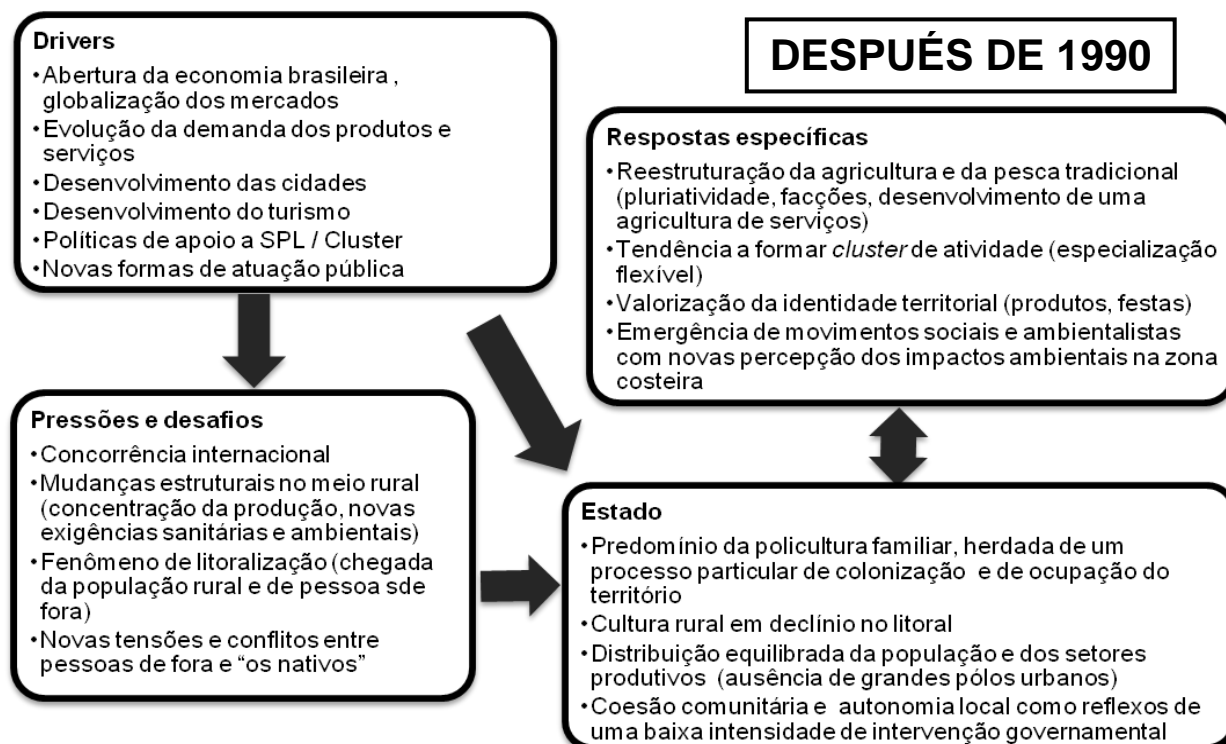 DESPUÉS DE 1990
Drivers
•Abertura da economia brasileira ,
globalização dos mercados
•Evolução da demanda dos produtos e
serviços
•Desenvolvimento das cidades
•Desenvolvimento do turismo
•Políticas de apoio a SPL / Cluster
•Novas formas de atuação pública
Respostas específicas
•Reestruturação da agricultura e da pesca tradicional
(pluriatividade, facções, desenvolvimento de uma
agricultura de serviços)
•Tendência a formar cluster de atividade (especialização
flexível)
•Valorização da identidade territorial (produtos, festas)
•Emergência de movimentos sociais e ambientalistas
com novas percepção dos impactos ambientais na zona
costeira
Pressões e desafios
•Concorrência internacional
•Mudanças estruturais no meio rural
(concentração da produção, novas
exigências sanitárias e ambientais)
•Fenômeno de litoralização (chegada
da população rural e de pessoa sde
fora)
•Novas tensões e conflitos entre
pessoas de fora e “os nativos”
Estado
•Predomínio da policultura familiar, herdada de um
processo particular de colonização e de ocupação do
território
•Cultura rural em declínio no litoral
•Distribuição equilibrada da população e dos setores
produtivos (ausência de grandes pólos urbanos)
•Coesão comunitária e autonomia local como reflexos de
uma baixa intensidade de intervenção governamental